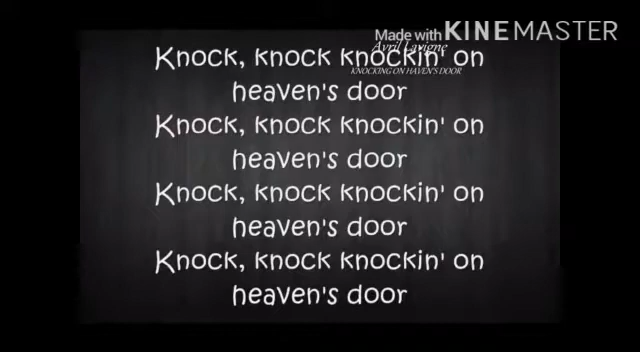 Made with KINEMASTER
Avril Lavigne
Knock, knock knockin' on
KNOCKING ON HAVEN'S DOOR
heaven's door
Knock, knock knockin' on
heaven's door
Knock, knock knockin' on
heaven's door
Knock, knock knockin' on
heaven's door